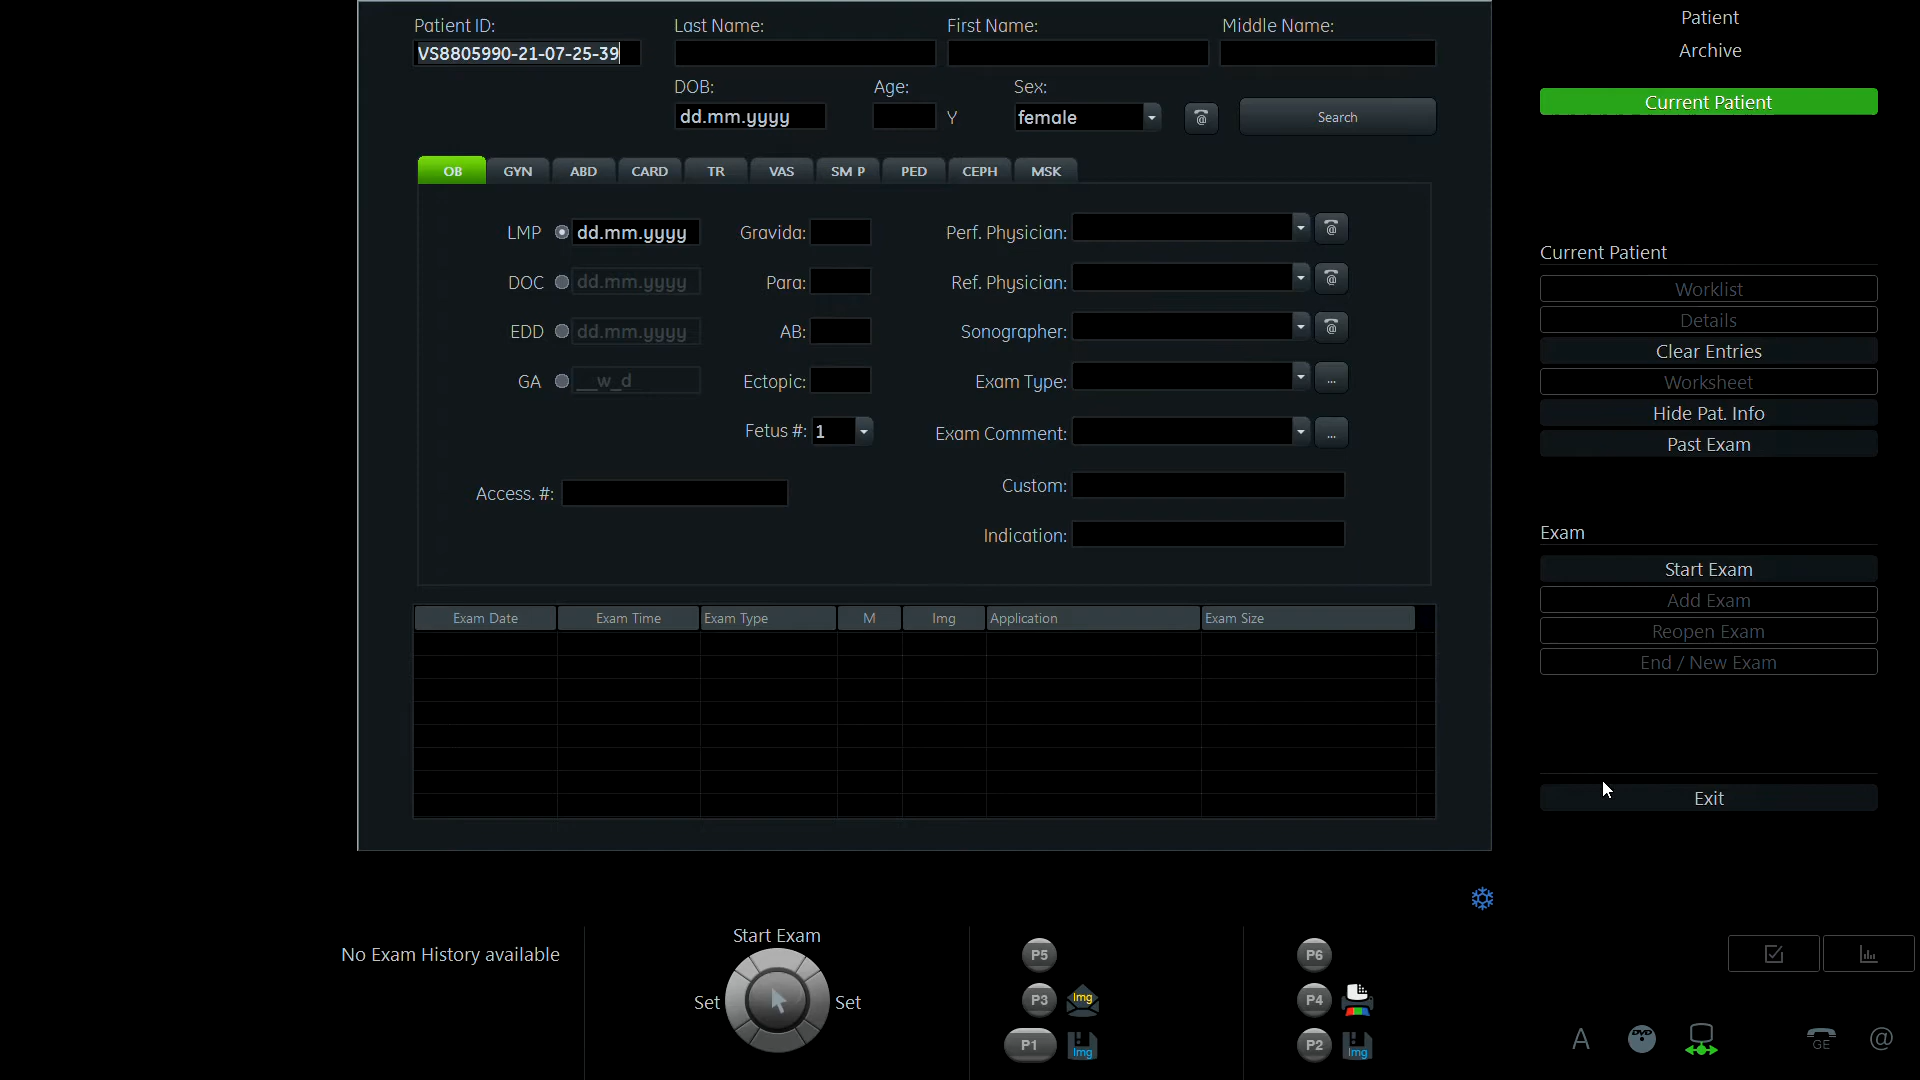 Patient ID: Last Name: First Name: Middle Name:
VS8805990-21-07-25-39
DOB: Age: Sex:
dd.mm.yyyy Y female @ Search
OB GYN ABD CARD TR VAS SM P PED CEPH MSK
LMP dd.mm.yyyy Gravida: Perf. Physician: @
DOC dd.mm.yyyy Para: Ref. Physician: @
EDD dd.mm.yyyy AB: Sonographer: @
GA __w_d Ectopic: Exam Type: ...
Fetus #: 1 Exam Comment: ...
Access. #: Custom:
Indication:
Exam Date Exam Time Exam Type M Img Application Exam Size
Patient
Archive
Current Patient
Current Patient
Worklist
Details
Clear Entries
Worksheet
Hide Pat. Info
Past Exam
Exam
Start Exam
Add Exam
Reopen Exam
End / New Exam
Exit
No Exam History available
Start Exam
Set Set
P5
P3 Img
P1 Img
P6
P4
P2 Img
A DVD GE @